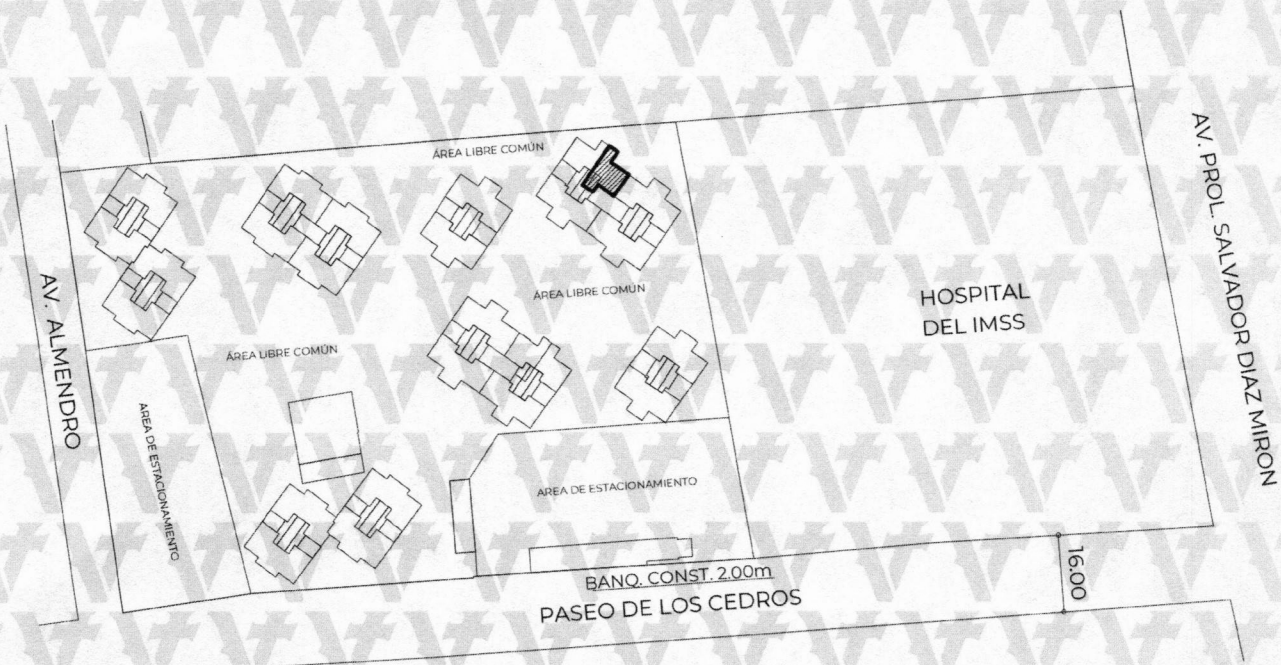 ÁREA LIBRE COMÚN
AV. PROL. SALVADOR DIAZ MIRON
AV. ALMENDRO
ÁREA LIBRE COMÚN
HOSPITAL
DEL IMSS
ÁREA LIBRE COMÚN
AREA DE ESTACIONAMIENTO
AREA DE ESTACIONAMIENTO
BANQ. CONST. 2.00m
PASEO DE LOS CEDROS
16.00